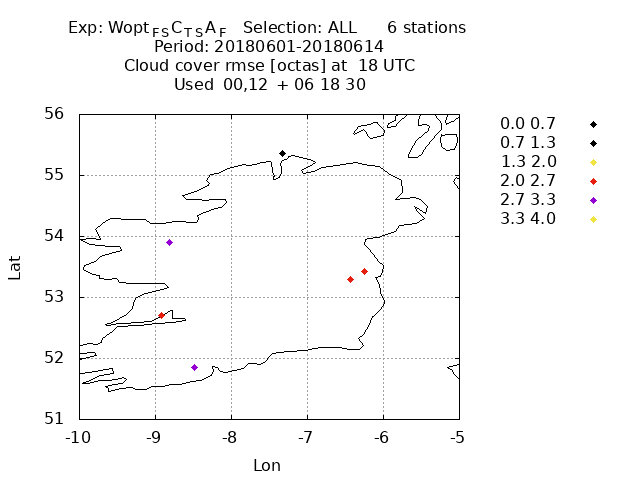 Exp: Wopt_FS C_TS A_F Selection: ALL 6 stations
Period: 20180601-20180614
Cloud cover rmse [octas] at 18 UTC
Used 00,12 + 06 18 30
56
55
54
53
52
51
-10 -9 -8 -7 -6 -5
Lat
Lon
0.0 0.7
0.7 1.3
1.3 2.0
2.0 2.7
2.7 3.3
3.3 4.0